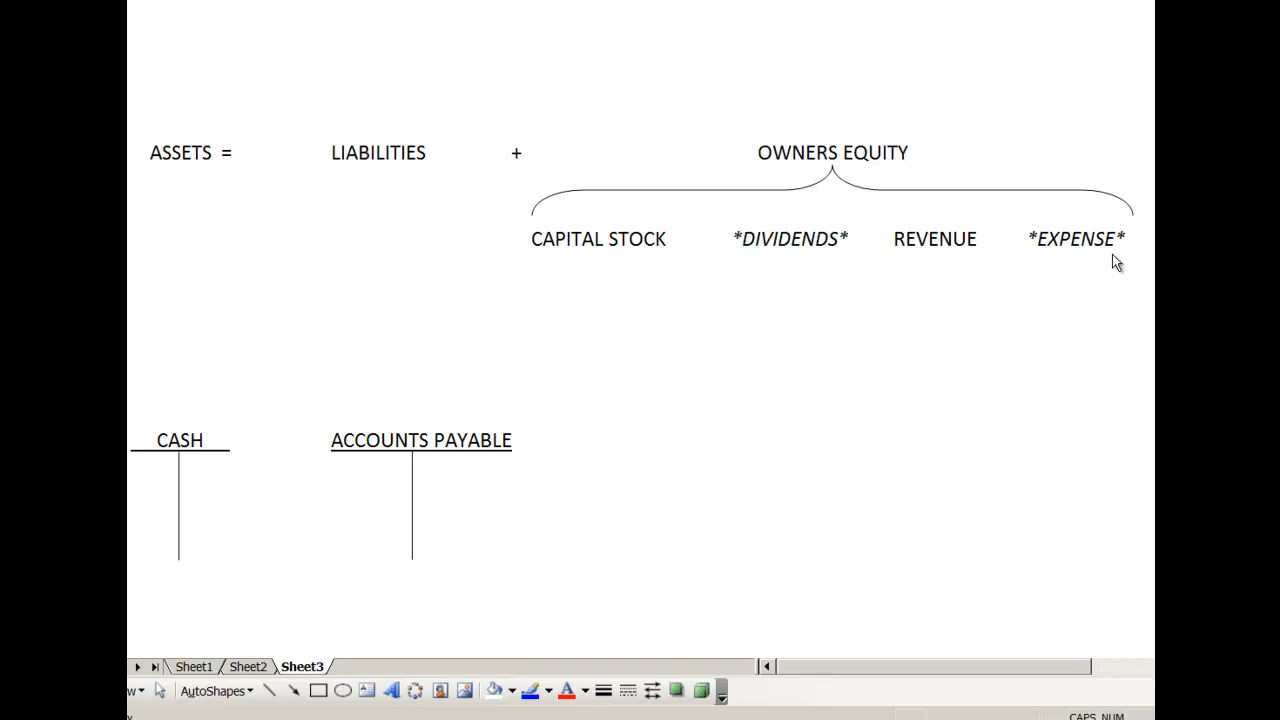 ASSETS = LIABILITIES + OWNERS EQUITY
CAPITAL STOCK *DIVIDENDS* REVENUE *EXPENSE*
CASH ACCOUNTS PAYABLE
Sheet1 Sheet2 Sheet3
w AutoShapes
CAPS NUM